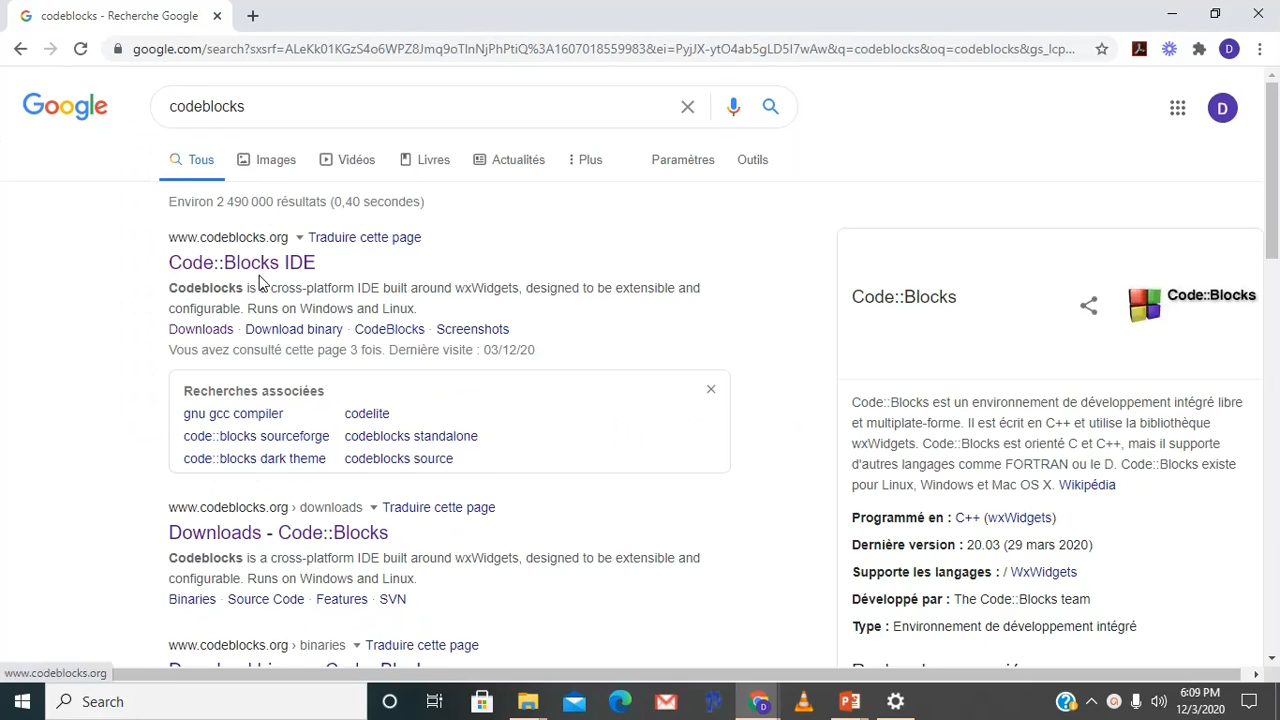 codeblocks - Recherche Google
google.com/search?sxsrf=ALeKk01KGzS4o6WPZ8Jmq9oTlnNjPhPtiQ%3A1607018559983&ei=PyjJX-ytO4ab5gLD5I7wAw&q=codeblocks&oq=codeblocks&gs_lcp...
D
Google
codeblocks
D
Tous
Images
Vidéos
Livres
Actualités
Plus
Paramètres
Outils
Environ 2 490 000 résultats (0,40 secondes)
www.codeblocks.org Traduire cette page
Code::Blocks IDE
Codeblocks is a cross-platform IDE built around wxWidgets, designed to be extensible and
configurable. Runs on Windows and Linux.
Downloads · Download binary · CodeBlocks · Screenshots
Vous avez consulté cette page 3 fois. Dernière visite : 03/12/20
Recherches associées
gnu gcc compiler
codelite
code::blocks sourceforge
codeblocks standalone
code::blocks dark theme
codeblocks source
www.codeblocks.org › downloads Traduire cette page
Downloads - Code::Blocks
Codeblocks is a cross-platform IDE built around wxWidgets, designed to be extensible and
configurable. Runs on Windows and Linux.
Binaries · Source Code · Features · SVN
www.codeblocks.org › binaries Traduire cette page
Code::Blocks
Code::Blocks
Code::Blocks est un environnement de développement intégré libre
et multiplate-forme. Il est écrit en C++ et utilise la bibliothèque
wxWidgets. Code::Blocks est orienté C et C++, mais il supporte
d'autres langages comme FORTRAN ou le D. Code::Blocks existe
pour Linux, Windows et Mac OS X. Wikipédia
Programmé en : C++ (wxWidgets)
Dernière version : 20.03 (29 mars 2020)
Supporte les langages : / WxWidgets
Développé par : The Code::Blocks team
Type : Environnement de développement intégré
www.codeblocks.org
Search
6:09 PM
12/3/2020